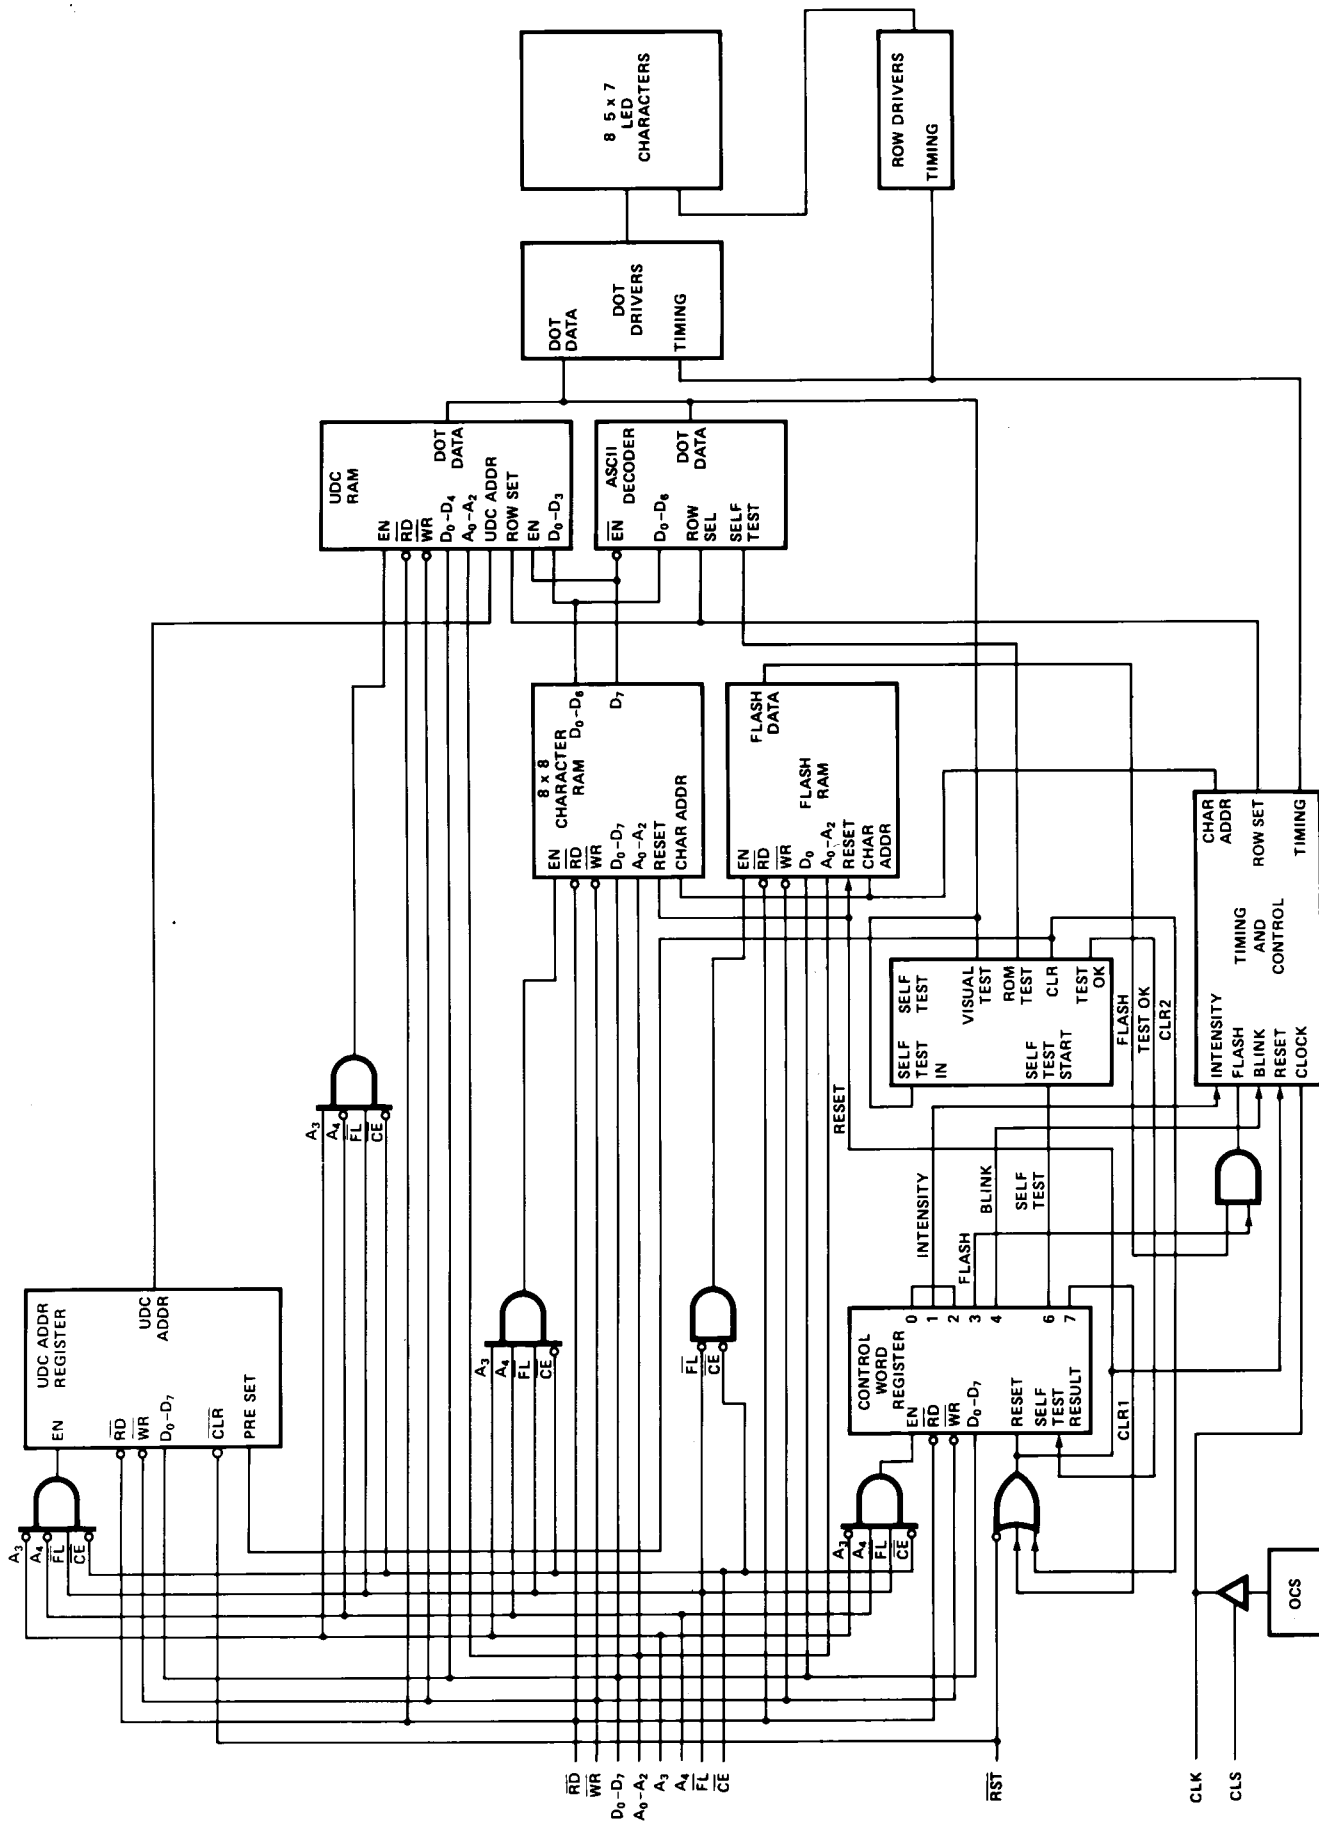 UDC ADDR
REGISTER
UDC
ADDR
EN
RD
WR
D0-D7
CLR
PRE SET
A3
A4
FL
CE
A3
A4
FL
CE
UDC
RAM
DOT
DATA
EN
RD
WR
D0-D4
A0-A2
UDC ADDR
ROW SET
EN
D0-D3
ASCII
DECODER
DOT
DATA
EN
D0-D6
ROW
SEL
SELF
TEST
DOT
DATA
DOT
DRIVERS
TIMING
8 5 x 7
LED
CHARACTERS
ROW DRIVERS
TIMING
8 x 8
CHARACTER
RAM
D0-D6
D7
EN
RD
WR
D0-D7
A0-A2
RESET
CHAR ADDR
A3
A4
FL
CE
FLASH
DATA
FLASH
RAM
EN
RD
WR
D0
A0-A2
RESET
CHAR
ADDR
FL
CE
RESET
SELF
TEST
IN
SELF
TEST
VISUAL
TEST
ROM
TEST
CLR
TEST
OK
SELF
TEST
START
FLASH
TEST OK
CLR2
INTENSITY
FLASH
BLINK
SELF
TEST
CONTROL
WORD
REGISTER
0
1
2
3
4
6
7
EN
RD
WR
D0-D7
RESET
SELF
TEST
RESULT
CLR1
A3
A4
FL
CE
CHAR
ADDR
ROW SET
TIMING
TIMING
AND
CONTROL
INTENSITY
FLASH
BLINK
RESET
CLOCK
RD
WR
D0-D7
A0-A2
A3
A4
FL
CE
RST
CLK
CLS
OCS